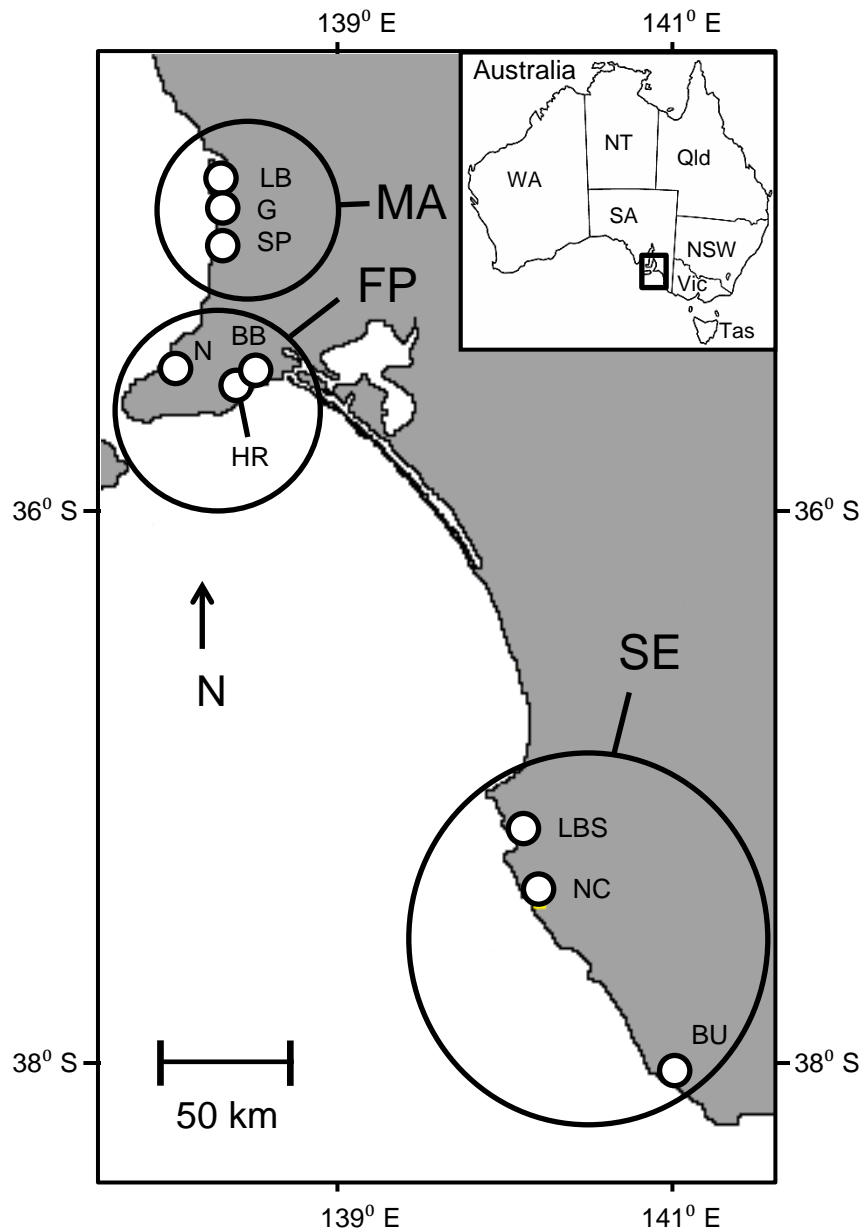 139⁰ E
141⁰ E
Australia
NT
Qld
WA
SA
NSW
Vic
Tas
LB
G
SP
MA
FP
N
BB
HR
36⁰ S
36⁰ S
N
SE
LBS
NC
BU
38⁰ S
38⁰ S
50 km
139⁰ E
141⁰ E